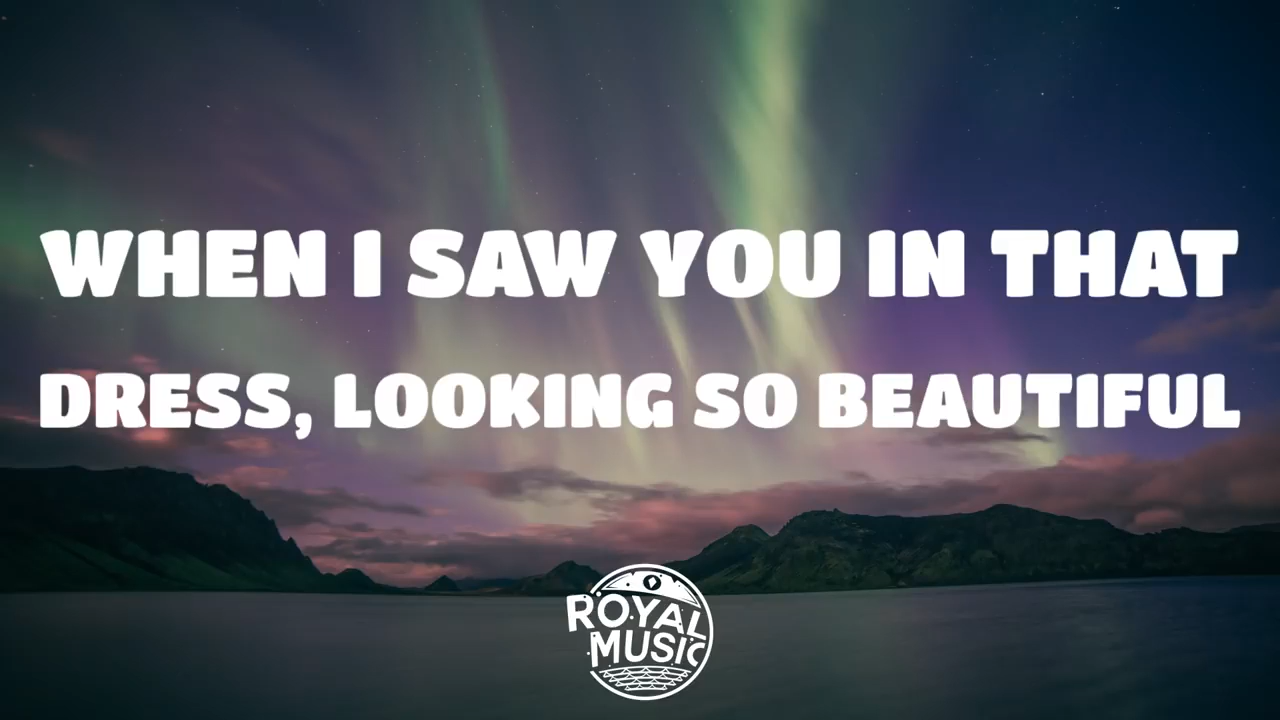 WHEN I SAW YOU IN THAT
DRESS, LOOKING SO BEAUTIFUL
ROYAL
MUSIC